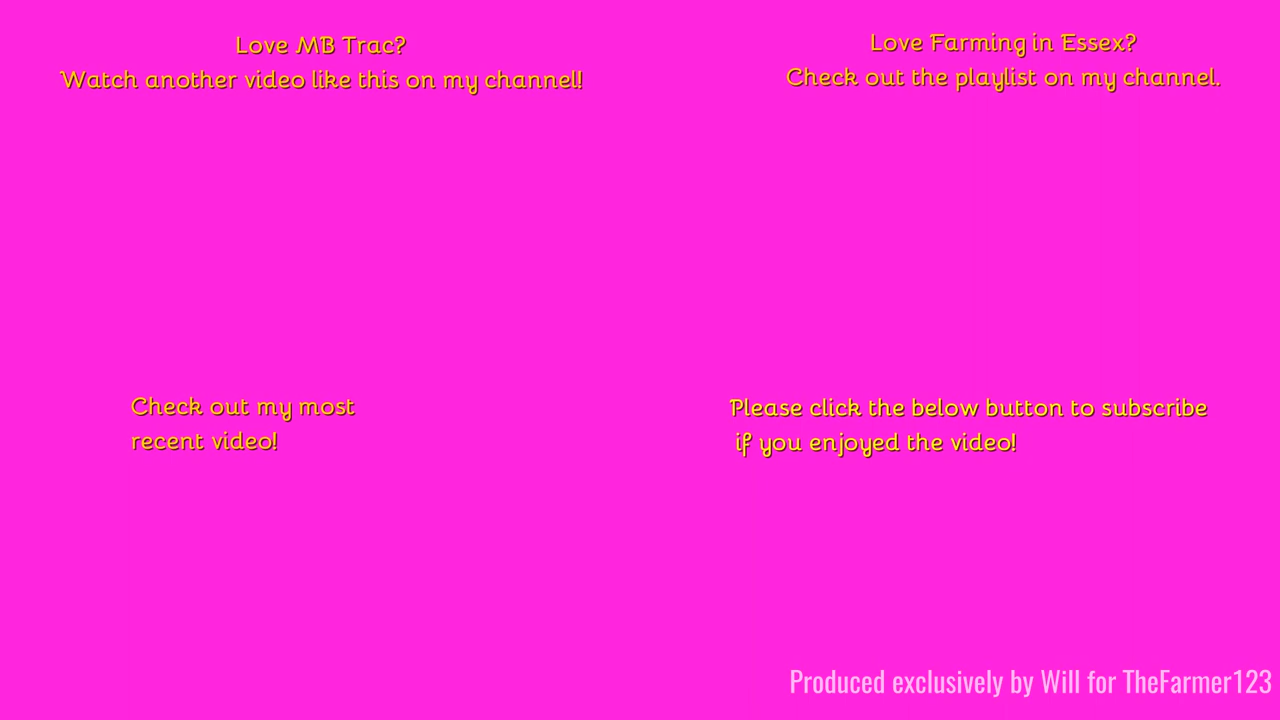 Love MB Trac?
Watch another video like this on my channel!
Love Farming in Essex?
Check out the playlist on my channel.
Check out my most
recent video!
Please click the below button to subscribe
if you enjoyed the video!
Produced exclusively by Will for TheFarmer123